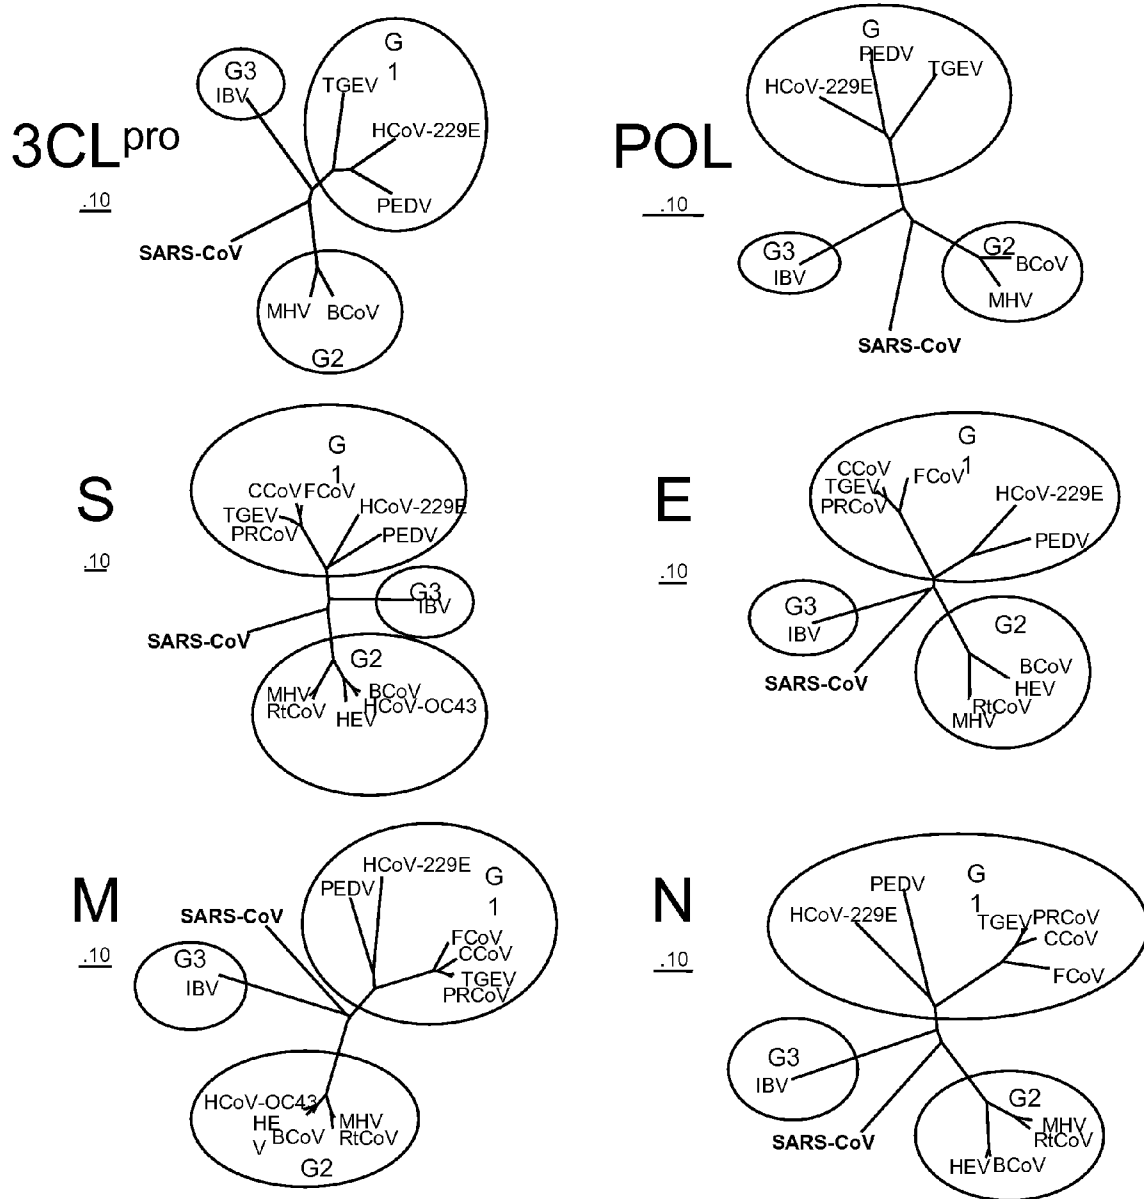 3CLpro
.10
G3
IBV
G
1
TGEV
HCoV-229E
PEDV
SARS-CoV
MHV
BCoV
G2
POL
.10
G
PEDV
HCoV-229E
TGEV
G3
IBV
G2
BCoV
MHV
SARS-CoV
S
.10
G
1
CCoV
FCoV
TGEV
PRCoV
HCoV-229E
PEDV
G3
IBV
SARS-CoV
G2
MHV
RtCoV
BCoV
HCoV-OC43
HEV
E
.10
G
1
CCoV
TGEV
PRCoV
FCoV
HCoV-229E
PEDV
G3
IBV
SARS-CoV
G2
BCoV
HEV
RtCoV
MHV
M
.10
HCoV-229E
PEDV
G
1
SARS-CoV
FCoV
CCoV
TGEV
PRCoV
G3
IBV
HCoV-OC43
HE
V
BCoV
MHV
RtCoV
G2
N
.10
PEDV
HCoV-229E
G
1
TGEV
PRCoV
CCoV
FCoV
G3
IBV
SARS-CoV
G2
MHV
RtCoV
HEV
BCoV